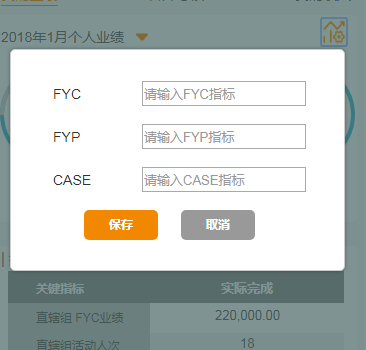 2018年1月个人业绩
FYC 请输入FYC指标
FYP 请输入FYP指标
CASE 请输入CASE指标
保存 取消
关键指标 实际完成
直辖组 FYC业绩 220,000.00
直辖组活动人次 18